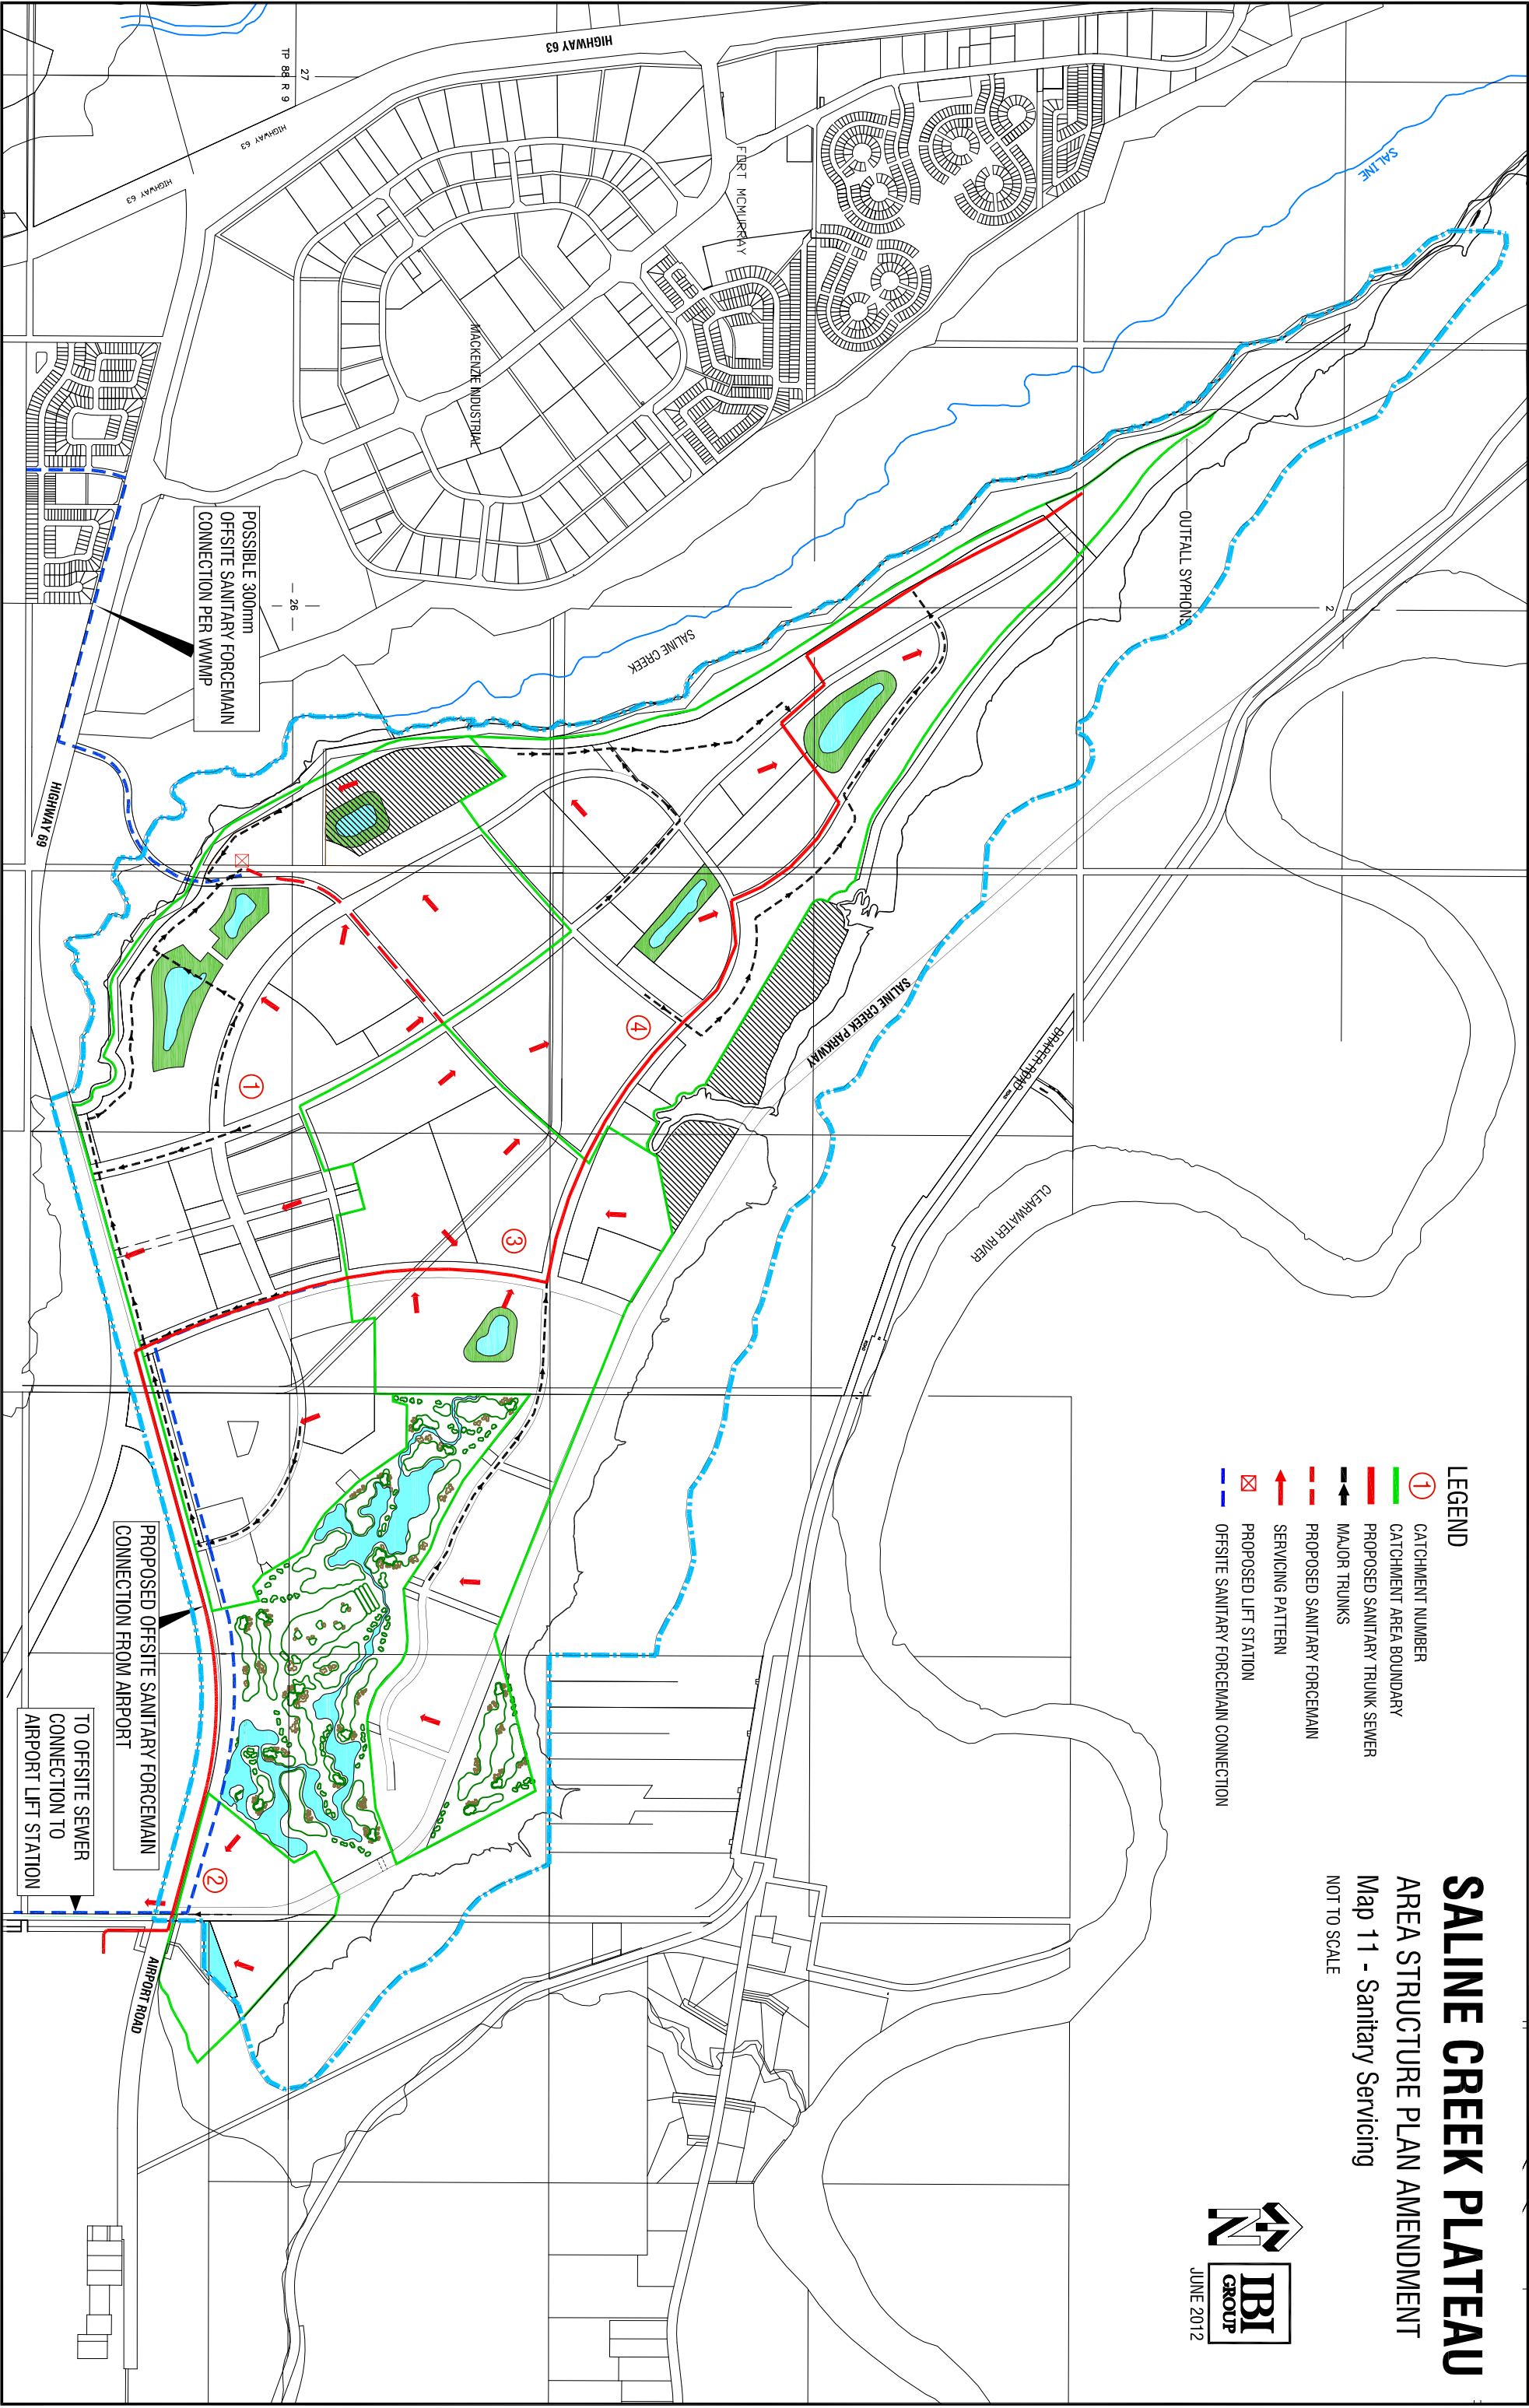 SALINE CREEK PLATEAU
AREA STRUCTURE PLAN AMENDMENT
Map 11 - Sanitary Servicing
NOT TO SCALE
N
IBI
GROUP
JUNE 2012
LEGEND
1 CATCHMENT NUMBER
CATCHMENT AREA BOUNDARY
PROPOSED SANITARY TRUNK SEWER
MAJOR TRUNKS
PROPOSED SANITARY FORCEMAIN
SERVICING PATTERN
PROPOSED LIFT STATION
OFFSITE SANITARY FORCEMAIN CONNECTION
SALINE
2
OUTFALL SYPHONS
DRAPER ROAD
CLEARWATER RIVER
SALINE CREEK PARKWAY
FORT MCMURRAY
HIGHWAY 63
MACKENZIE INDUSTRIAL
SALINE CREEK
4
3
27
TP 88 R 9
HIGHWAY 63
HIGHWAY 63
26
1
2
POSSIBLE 300mm
OFFSITE SANITARY FORCEMAIN
CONNECTION PER WWMP
HIGHWAY 69
PROPOSED OFFSITE SANITARY FORCEMAIN
CONNECTION FROM AIRPORT
TO OFFSITE SEWER
CONNECTION TO
AIRPORT LIFT STATION
AIRPORT ROAD